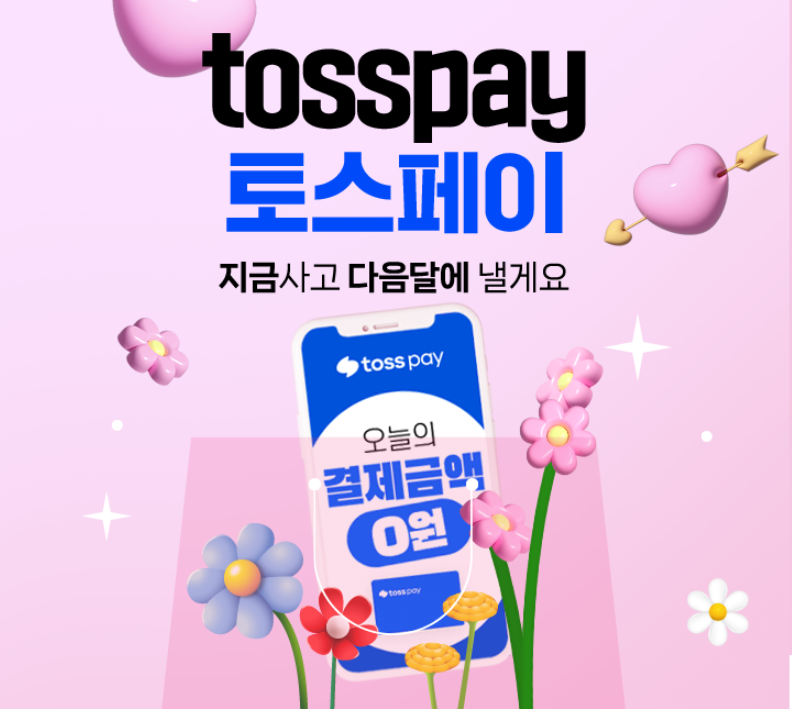 tosspay
토스페이
지금사고 다음달에 낼게요
toss pay
오늘의
결제금액
0원
toss pay